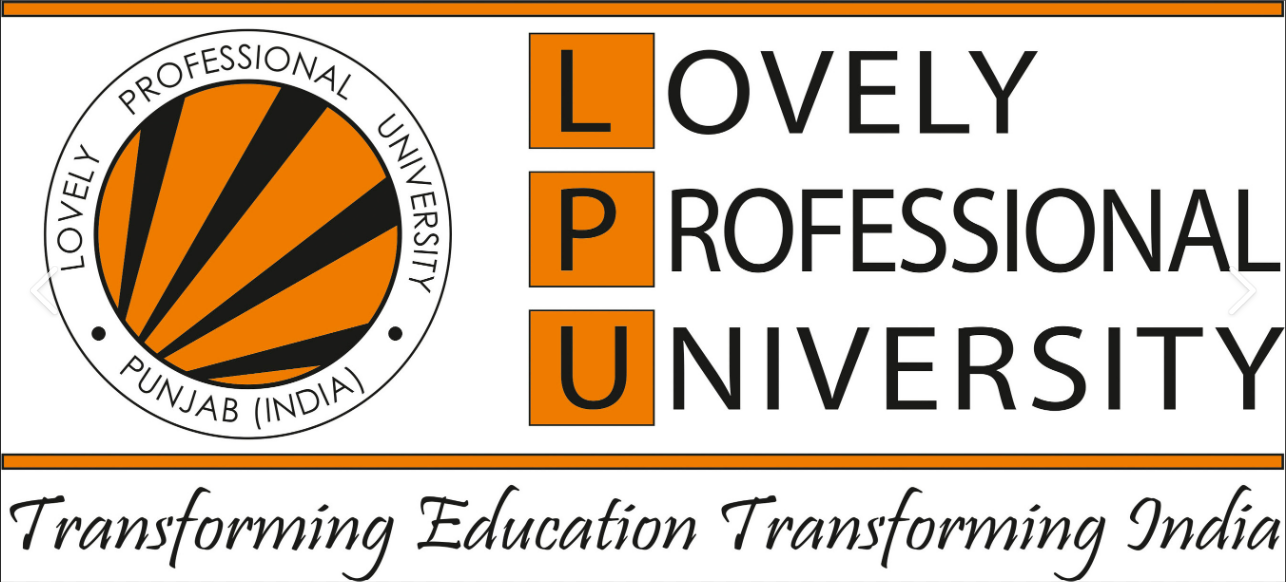 LOVELY PROFESSIONAL UNIVERSITY
PUNJAB (INDIA)
LOVELY
PROFESSIONAL
UNIVERSITY
Transforming Education Transforming India